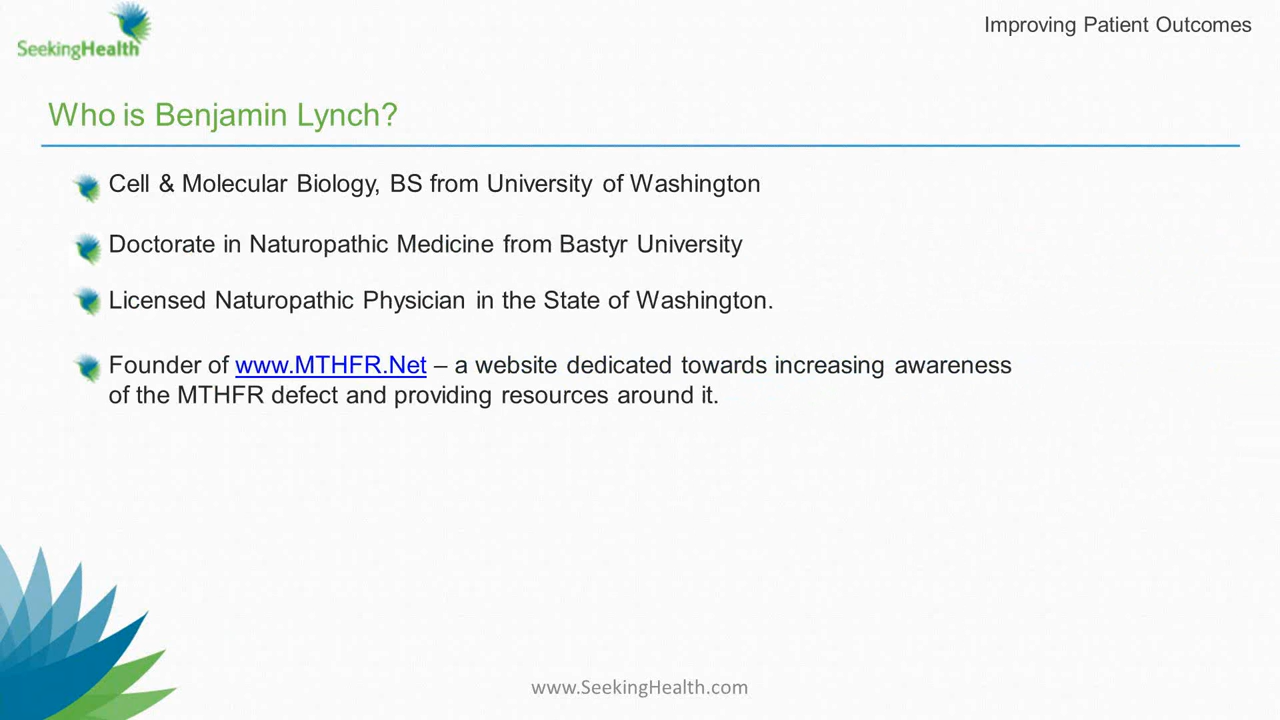 SeekingHealth
Improving Patient Outcomes
Who is Benjamin Lynch?
Cell & Molecular Biology, BS from University of Washington
Doctorate in Naturopathic Medicine from Bastyr University
Licensed Naturopathic Physician in the State of Washington.
Founder of www.MTHFR.Net – a website dedicated towards increasing awareness
of the MTHFR defect and providing resources around it.
www.SeekingHealth.com